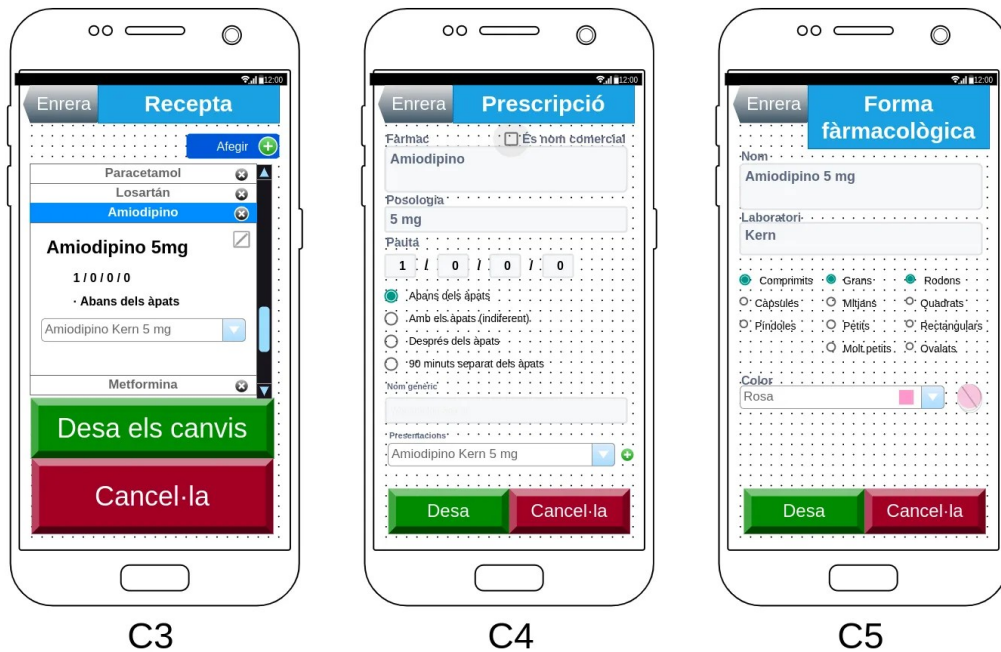 12:00
Enrera
Recepta
Afegir
Paracetamol
Losartán
Amiodipino
Amiodipino 5mg
1 / 0 / 0 / 0
· Abans dels àpats
Amiodipino Kern 5 mg
Metformina
Desa els canvis
Cancel·la
C3
12:00
Enrera
Prescripció
Fàrmac
És nom comercial
Amiodipino
Posologia
5 mg
Pauta
1 / 0 / 0 / 0
Abans dels àpats
Amb els àpats (indiferent)
Després dels àpats
90 minuts separat dels àpats
Nom genèric
Presentacions
Amiodipino Kern 5 mg
Desa
Cancel·la
C4
12:00
Enrera
Forma
fàrmacològica
Nom
Amiodipino 5 mg
Laboratori
Kern
Comprimits Grans Rodons
Càpsules Mitjans Quadrats
Píndoles Petits Rectangulars
Molt petits Ovalats
Color
Rosa
Desa
Cancel·la
C5